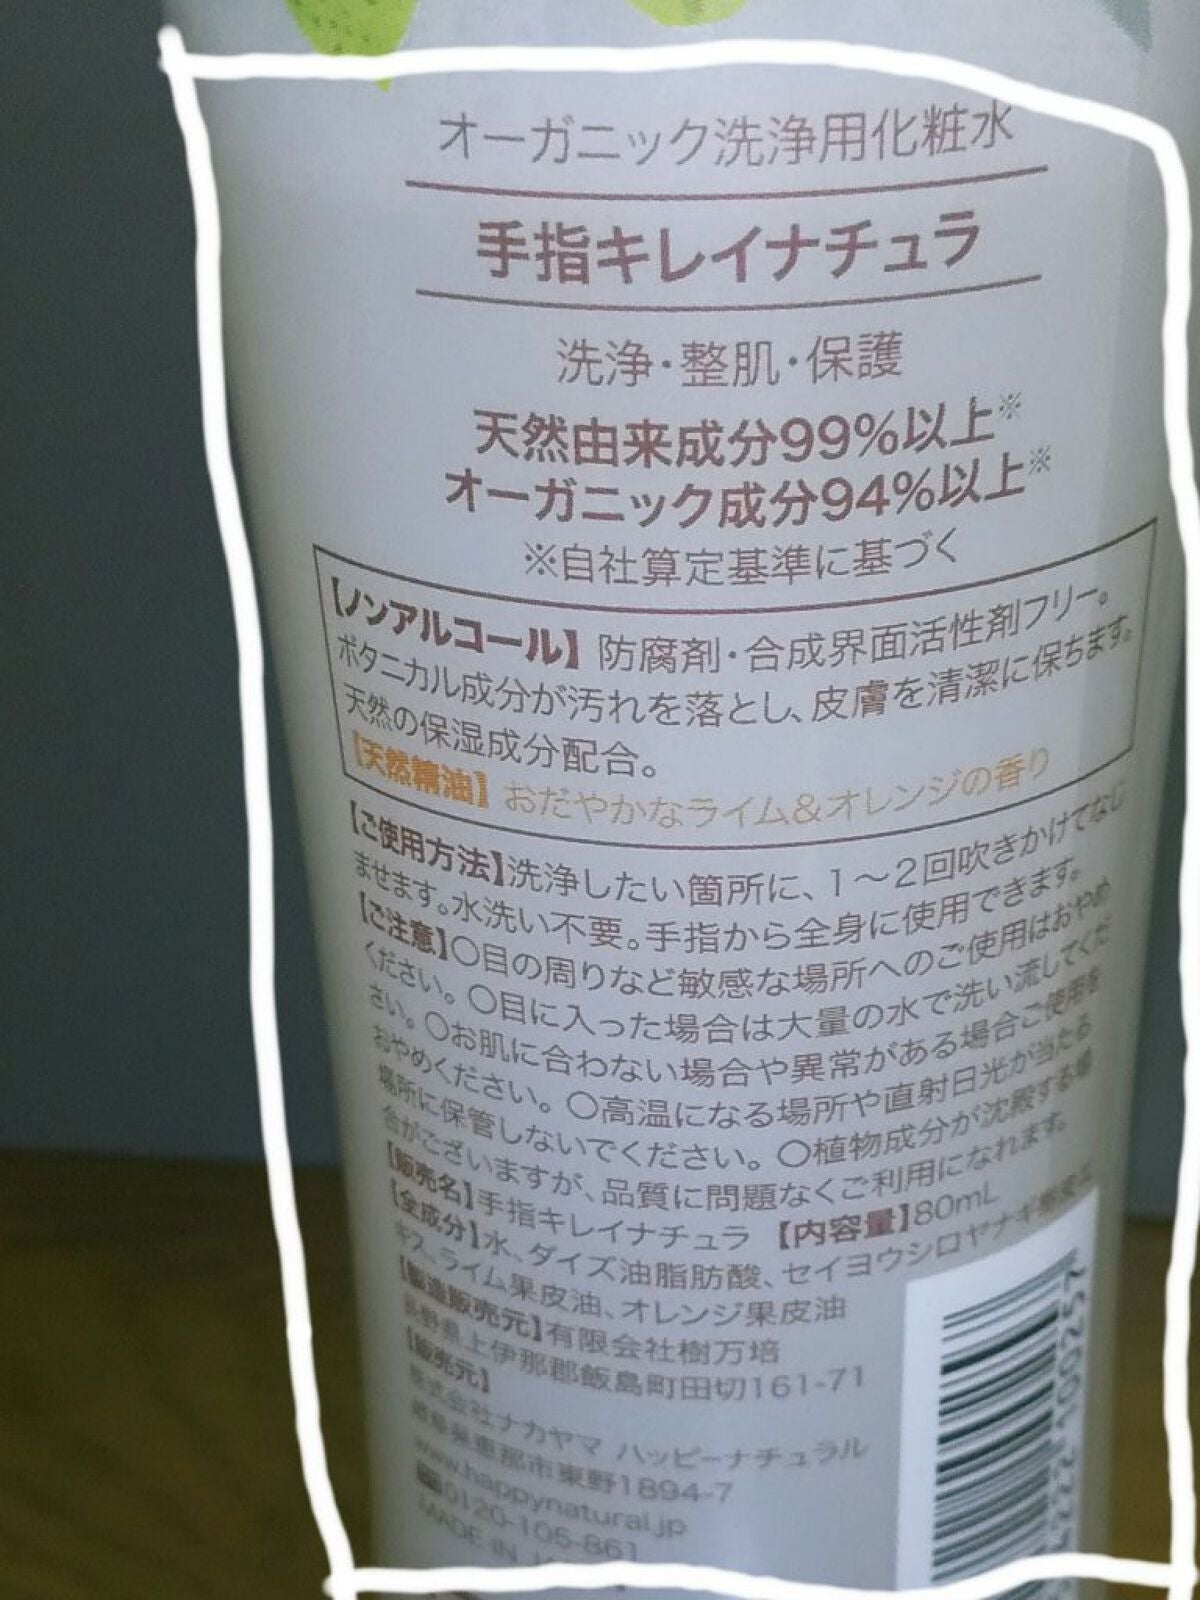 オーガニック洗浄用化粧水
手指キレイナチュラ
洗浄・整肌・保護
天然由来成分99%以上※
オーガニック成分94%以上※
※自社算定基準に基づく
【ノンアルコール】防腐剤・合成界面活性剤フリー。
ボタニカル成分が汚れを落とし、皮膚を清潔に保ちます。
天然の保湿成分配合。
【天然精油】おだやかなライム&オレンジの香り
【ご使用方法】洗浄したい箇所に、1～2回吹きかけてなじ
ませます。水洗い不要。手指から全身に使用できます。
【ご注意】○目の周りなど敏感な場所へのご使用はおやめ
ください。○目に入った場合は大量の水で洗い流してくだ
さい。○お肌に合わない場合や異常がある場合ご使用を
おやめください。○高温になる場所や直射日光が当たる
場所に保管しないでください。○植物成分が沈殿する場
合がございますが、品質に問題なくご利用になれます。
【販売名】手指キレイナチュラ 【内容量】80mL
【全成分】水、ダイズ油脂肪酸、セイヨウシロヤナギ樹皮エ
キス、ライム果皮油、オレンジ果皮油
【製造販売元】有限会社樹万培
長野県上伊那郡飯島町田切161-71
【販売元】
株式会社ナカヤマ ハッピーナチュラル
岐阜県恵那市東野1894-7
www.happynatural.jp
0120-105-861
MADE IN